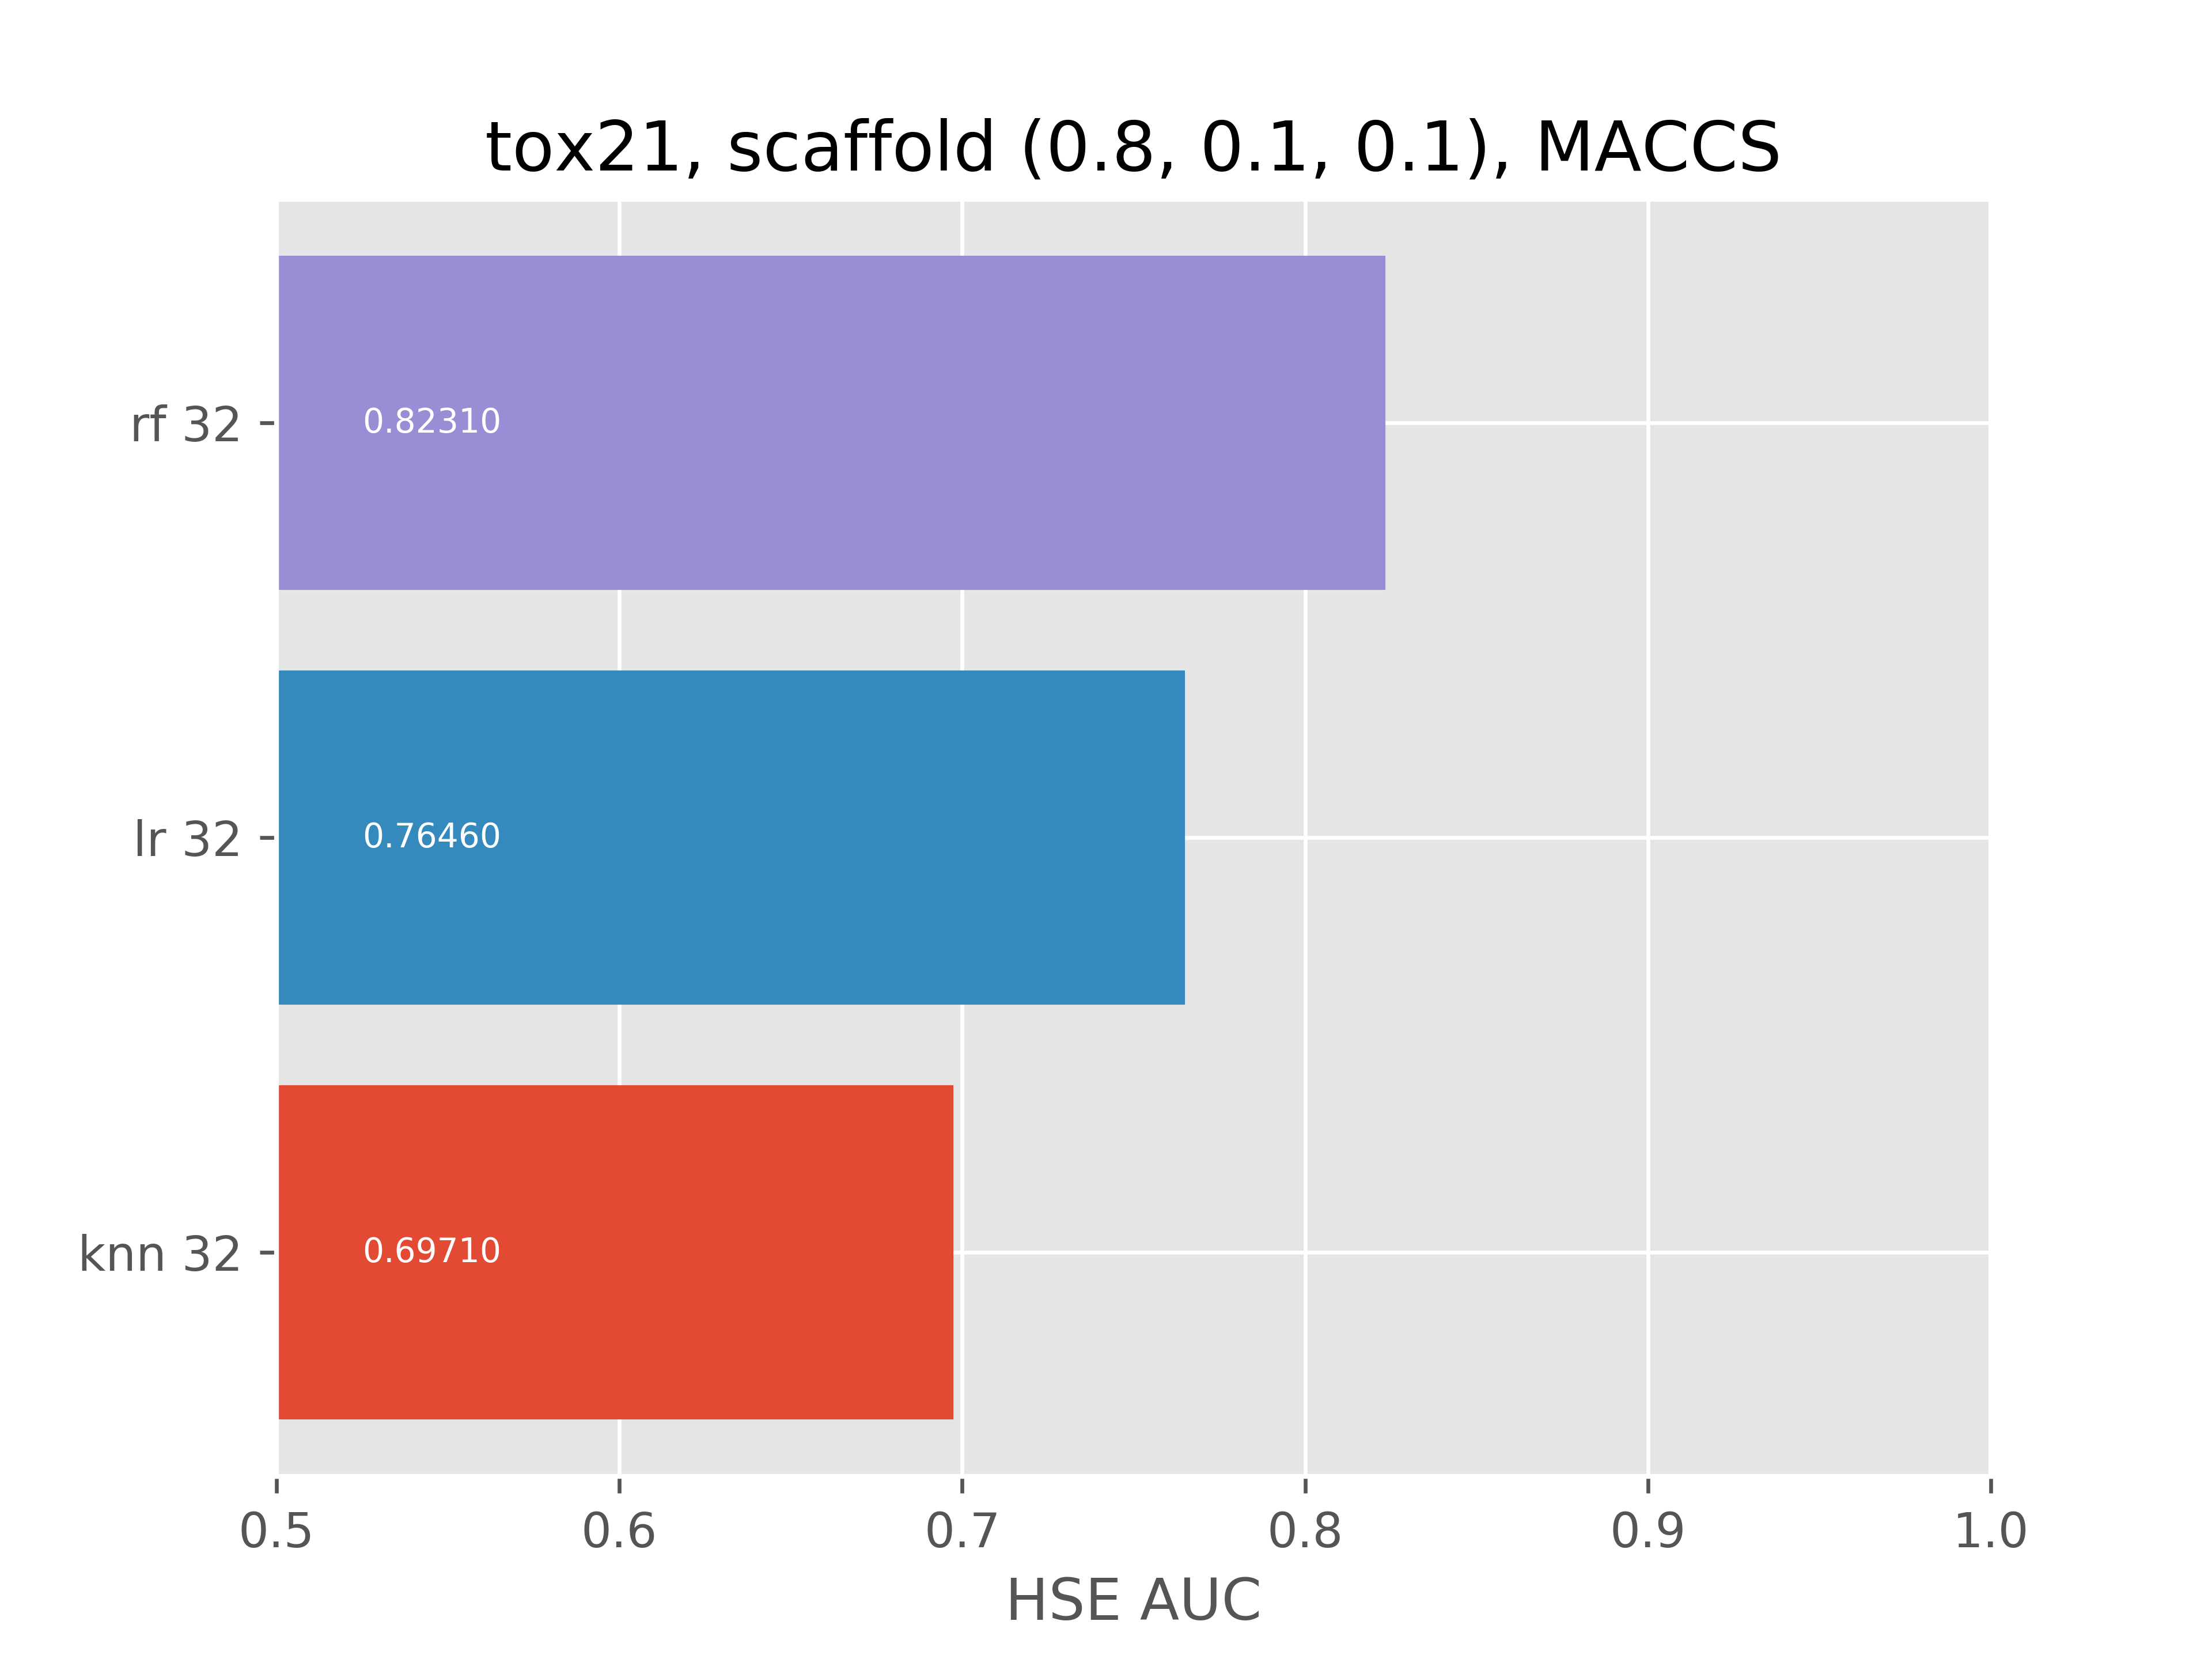 tox21, scaffold (0.8, 0.1, 0.1), MACCS
rf 32
0.82310
lr 32
0.76460
knn 32
0.69710
0.5 0.6 0.7 0.8 0.9 1.0
HSE AUC